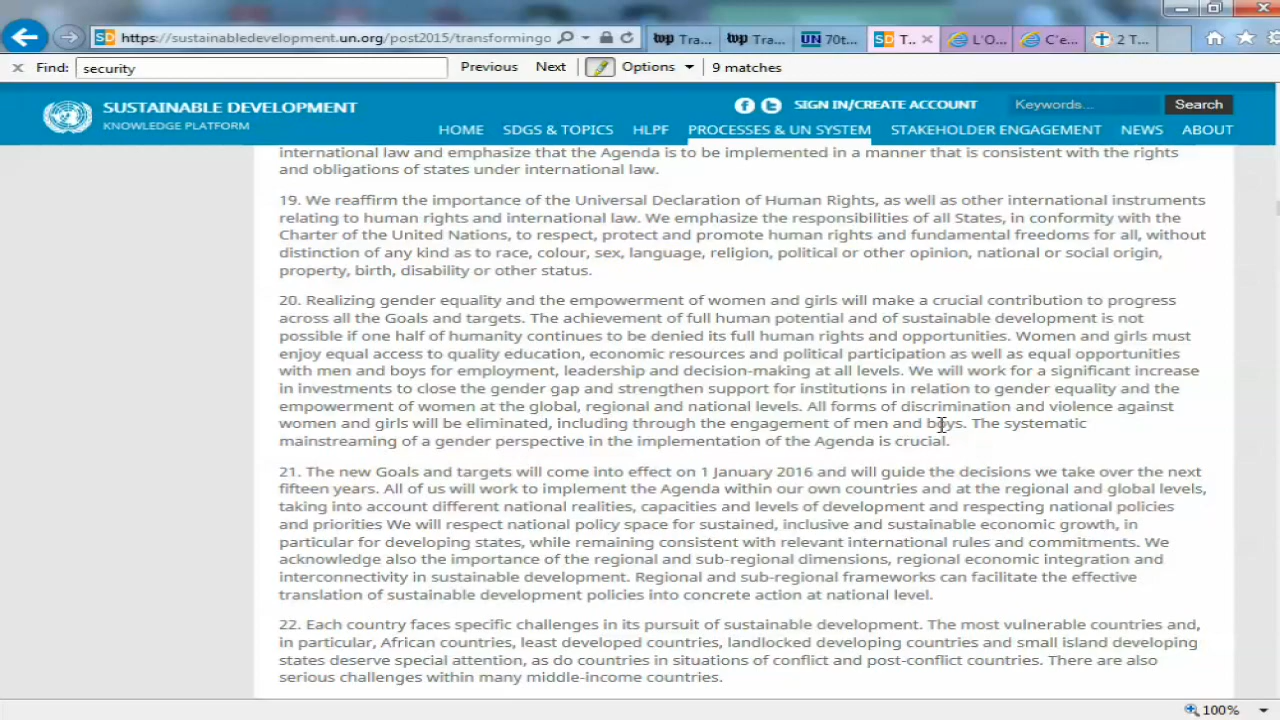 https://sustainabledevelopment.un.org/post2015/transformingo
Tra...
Tra...
UN 70t...
SD T...
L'O...
C'e...
2 T...
Find: security
Previous Next Options 9 matches
SUSTAINABLE DEVELOPMENT
KNOWLEDGE PLATFORM
SIGN IN/CREATE ACCOUNT
Keywords...
Search
HOME SDGS & TOPICS HLPF PROCESSES & UN SYSTEM STAKEHOLDER ENGAGEMENT NEWS ABOUT
international law and emphasize that the Agenda is to be implemented in a manner that is consistent with the rights
and obligations of states under international law.
19. We reaffirm the importance of the Universal Declaration of Human Rights, as well as other international instruments
relating to human rights and international law. We emphasize the responsibilities of all States, in conformity with the
Charter of the United Nations, to respect, protect and promote human rights and fundamental freedoms for all, without
distinction of any kind as to race, colour, sex, language, religion, political or other opinion, national or social origin,
property, birth, disability or other status.
20. Realizing gender equality and the empowerment of women and girls will make a crucial contribution to progress
across all the Goals and targets. The achievement of full human potential and of sustainable development is not
possible if one half of humanity continues to be denied its full human rights and opportunities. Women and girls must
enjoy equal access to quality education, economic resources and political participation as well as equal opportunities
with men and boys for employment, leadership and decision-making at all levels. We will work for a significant increase
in investments to close the gender gap and strengthen support for institutions in relation to gender equality and the
empowerment of women at the global, regional and national levels. All forms of discrimination and violence against
women and girls will be eliminated, including through the engagement of men and boys. The systematic
mainstreaming of a gender perspective in the implementation of the Agenda is crucial.
21. The new Goals and targets will come into effect on 1 January 2016 and will guide the decisions we take over the next
fifteen years. All of us will work to implement the Agenda within our own countries and at the regional and global levels,
taking into account different national realities, capacities and levels of development and respecting national policies
and priorities We will respect national policy space for sustained, inclusive and sustainable economic growth, in
particular for developing states, while remaining consistent with relevant international rules and commitments. We
acknowledge also the importance of the regional and sub-regional dimensions, regional economic integration and
interconnectivity in sustainable development. Regional and sub-regional frameworks can facilitate the effective
translation of sustainable development policies into concrete action at national level.
22. Each country faces specific challenges in its pursuit of sustainable development. The most vulnerable countries and,
in particular, African countries, least developed countries, landlocked developing countries and small island developing
states deserve special attention, as do countries in situations of conflict and post-conflict countries. There are also
serious challenges within many middle-income countries.
100%